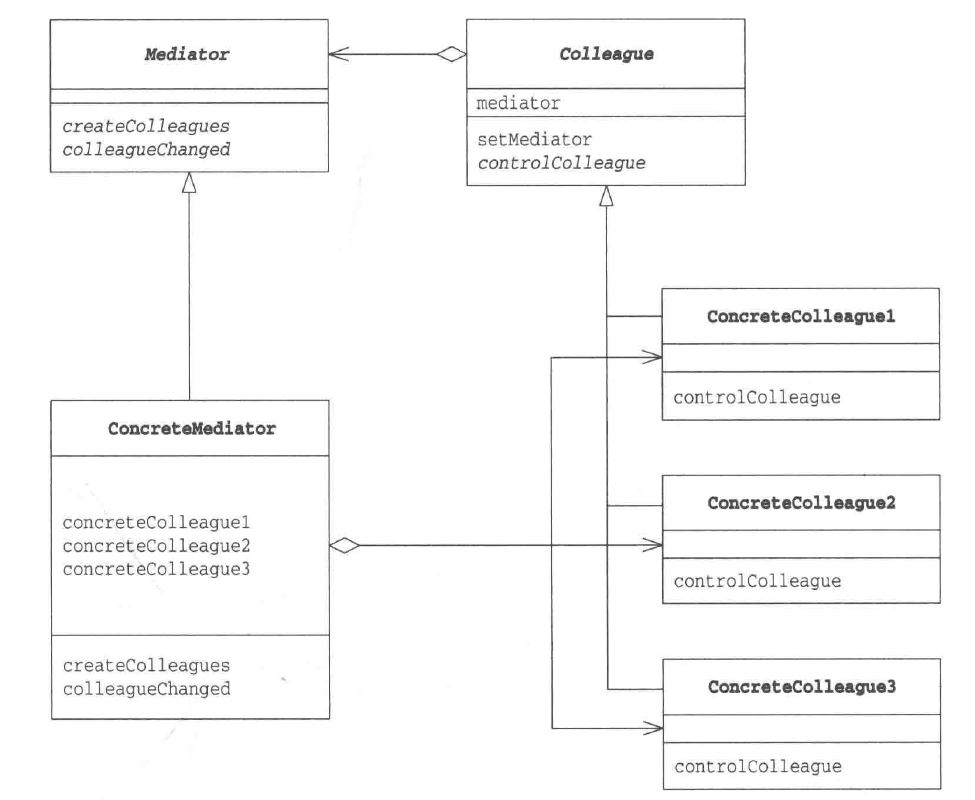 Mediator
createColleagues
colleagueChanged
Colleague
mediator
setMediator
controlColleague
ConcreteColleague1
controlColleague
ConcreteMediator
concreteColleague1
concreteColleague2
concreteColleague3
createColleagues
colleagueChanged
ConcreteColleague2
controlColleague
ConcreteColleague3
controlColleague